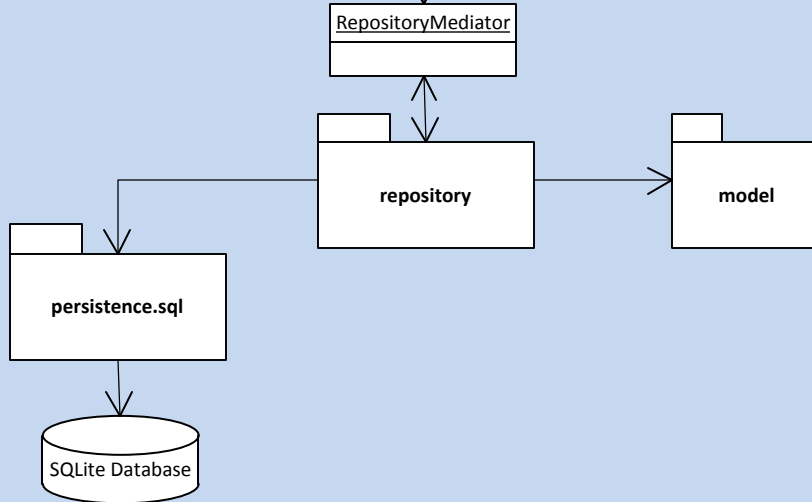 RepositoryMediator
repository
model
persistence.sql
SQLite Database